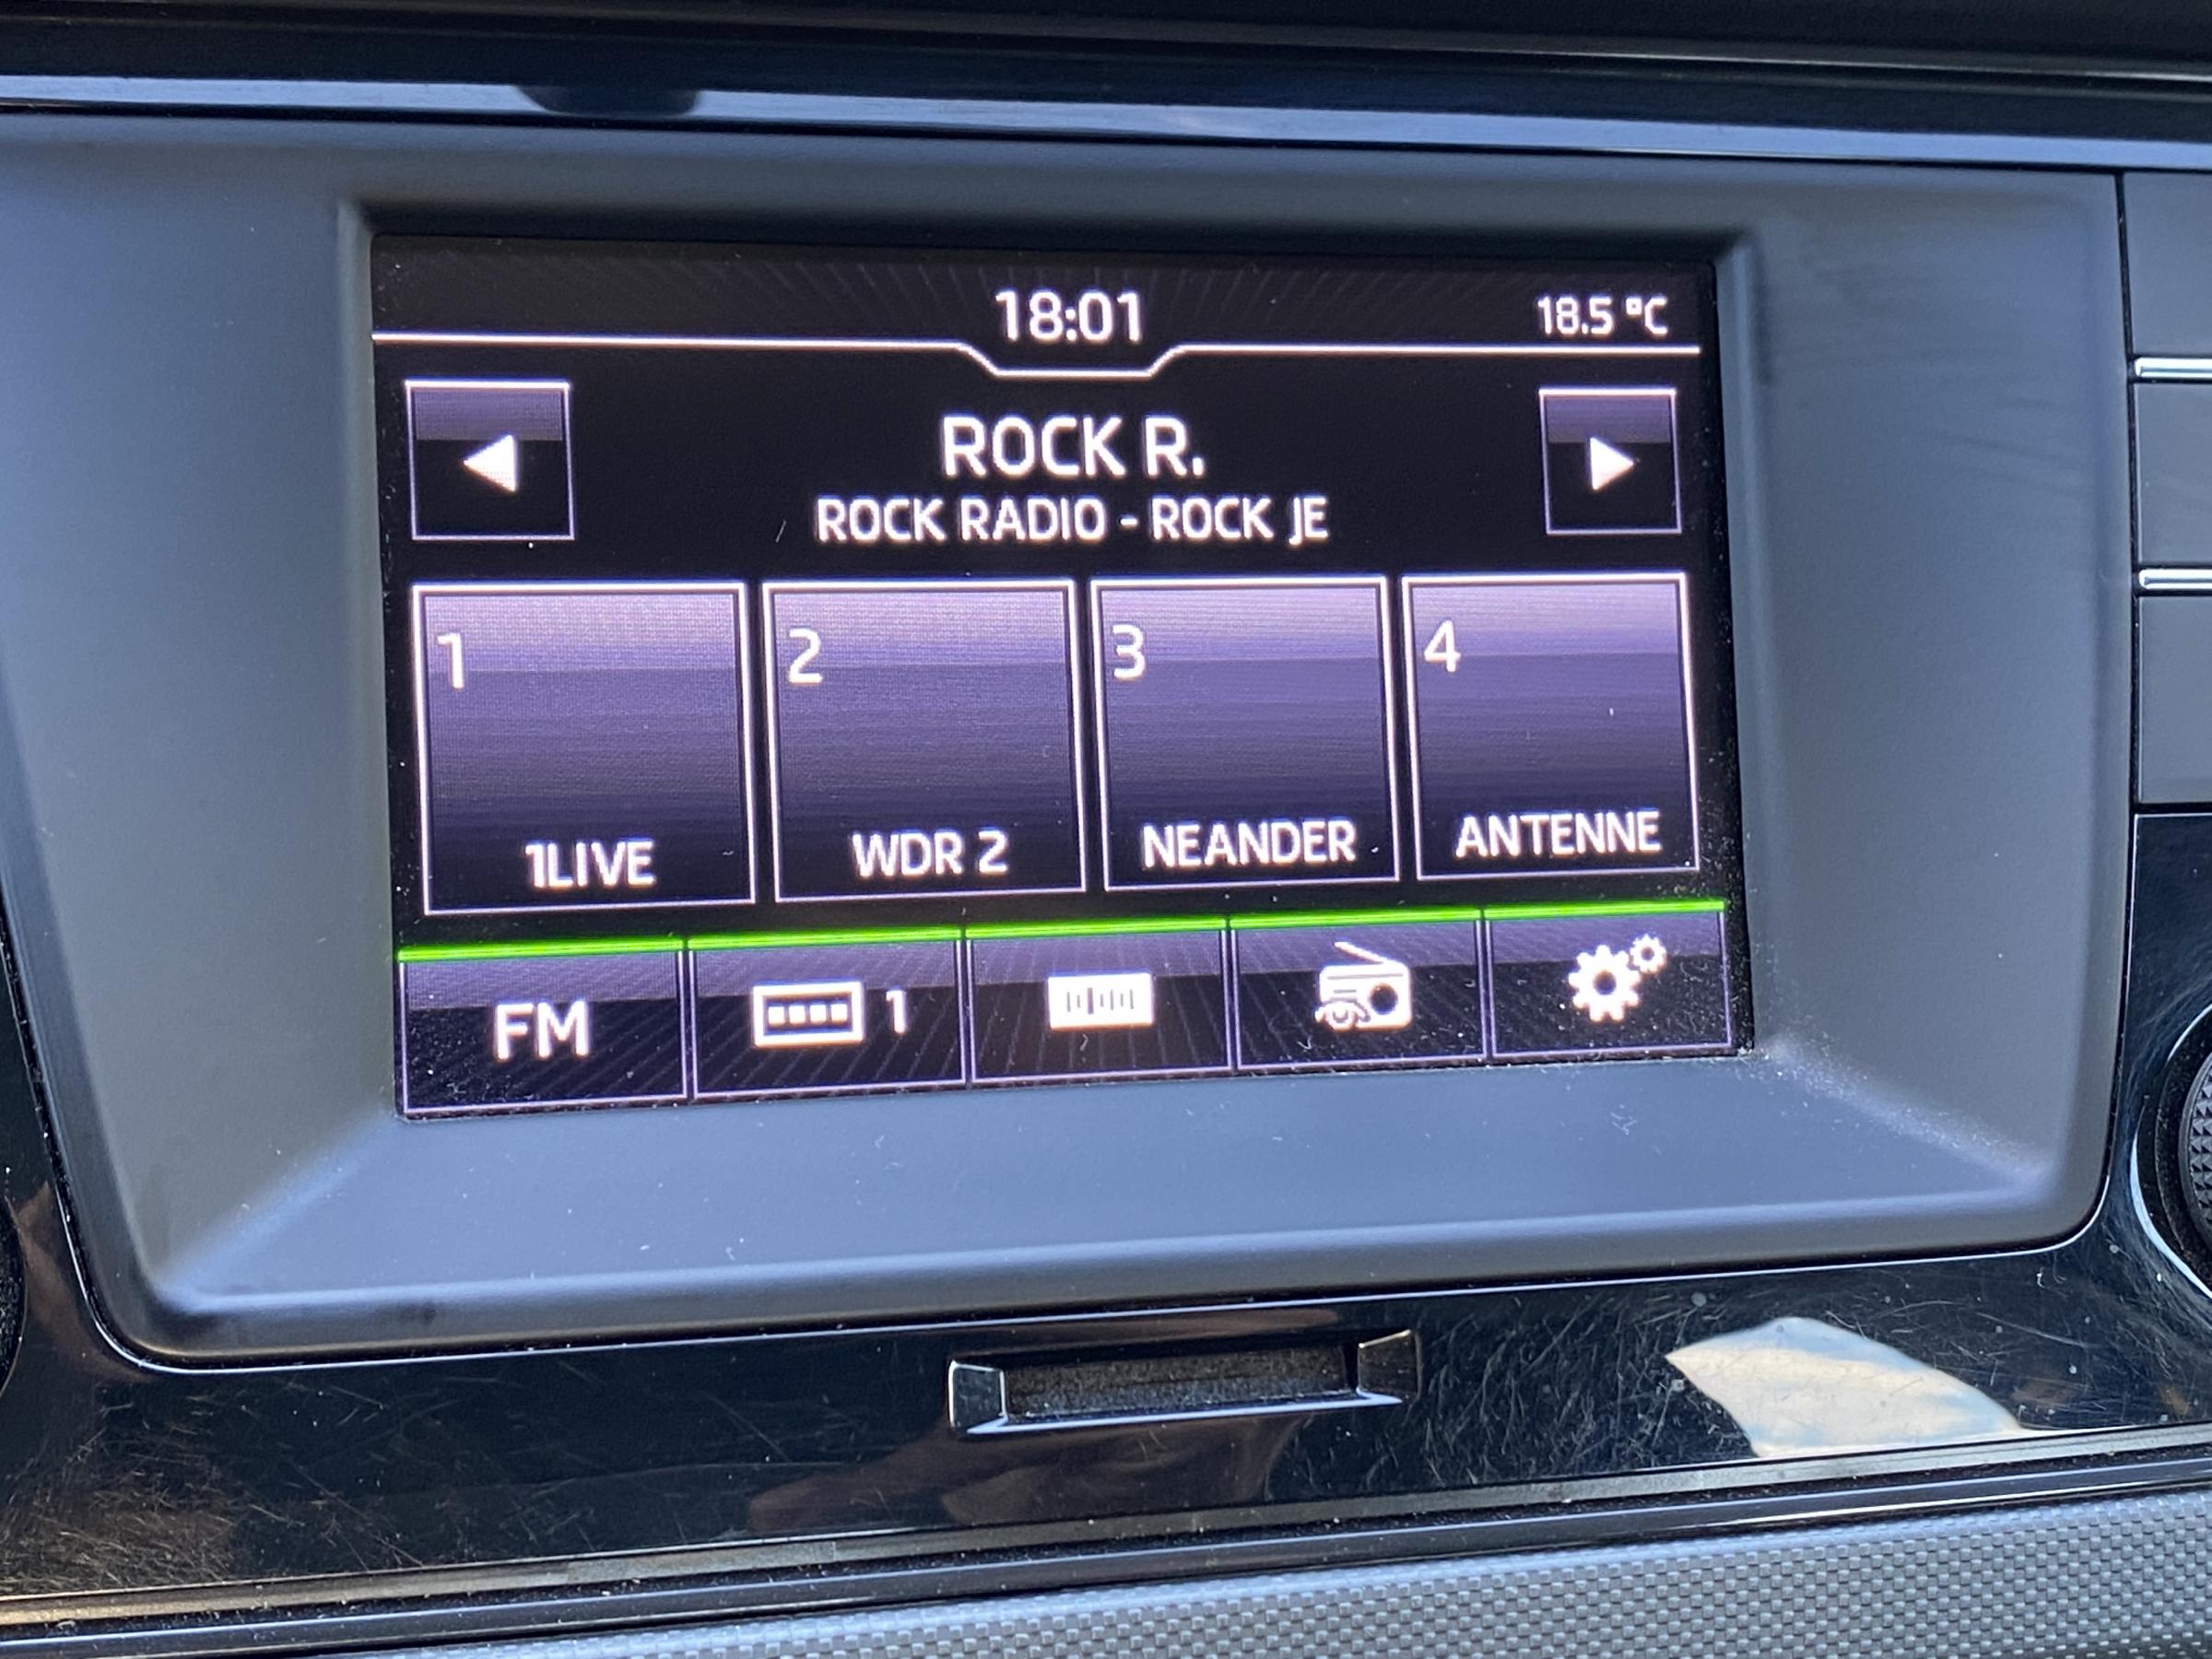 18:01
18.5 °C
ROCK R.
ROCK RADIO - ROCK JE
1
2
3
4
1LIVE
WDR 2
NEANDER
ANTENNE
FM
1